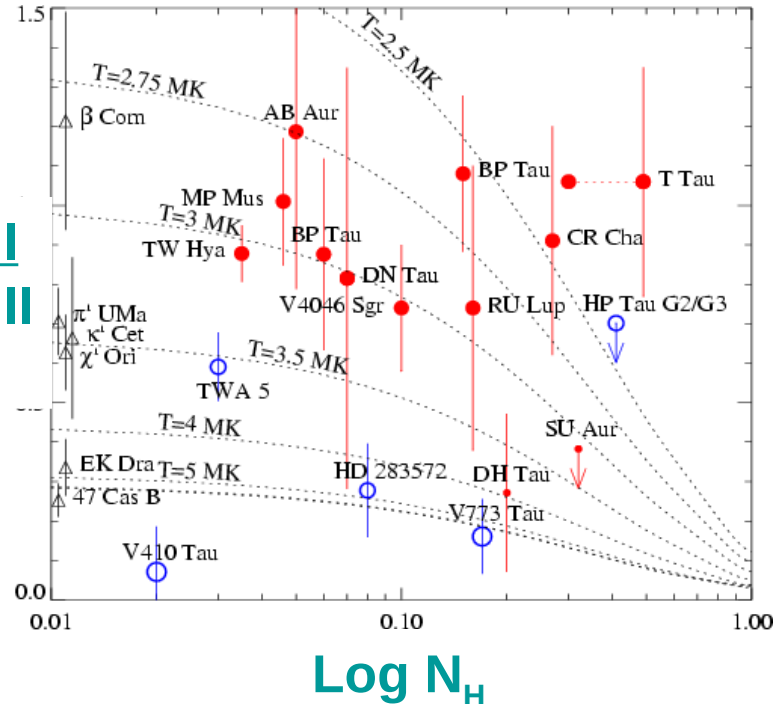 1.5
T=2.5 MK
T=2.75 MK
β Com
AB Aur
BP Tau
T Tau
MP Mus
T=3 MK
BP Tau
CR Cha
TW Hya
I
DN Tau
II
V4046 Sgr
RU Lup
HP Tau G2/G3
π¹ UMa
κ¹ Cet
χ¹ Ori
T=3.5 MK
TWA 5
T=4 MK
SU Aur
EK Dra
T=5 MK
HD 283572
DH Tau
47 Cas B
V773 Tau
V410 Tau
0.0
0.01
0.10
1.00
Log N_H